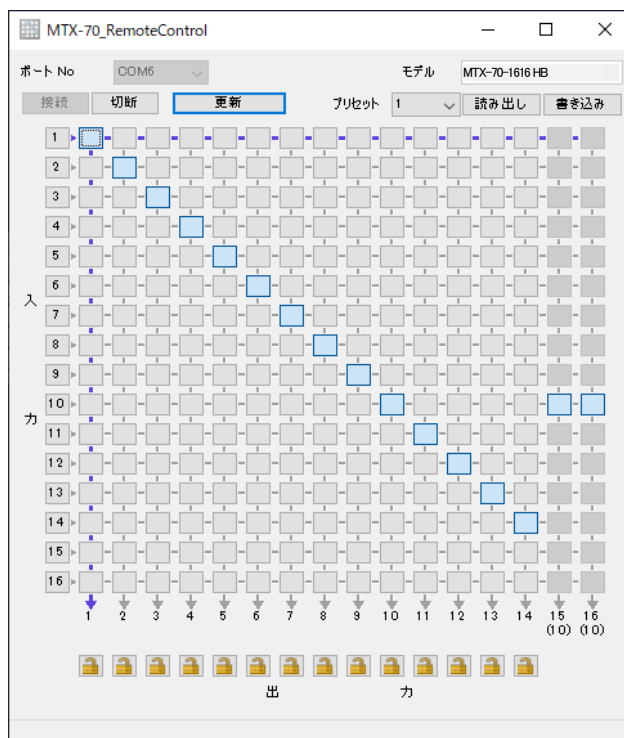 MTX-70_RemoteControl
ポート No COM6 モデル MTX-70-1616 HB
接続 切断 更新 プリセット 1 読み出し 書き込み
1
2
3
4
5
6
7
8
9
10
11
12
13
14
15
16
入
力
1 2 3 4 5 6 7 8 9 10 11 12 13 14 15 16
(10) (10)
出 力